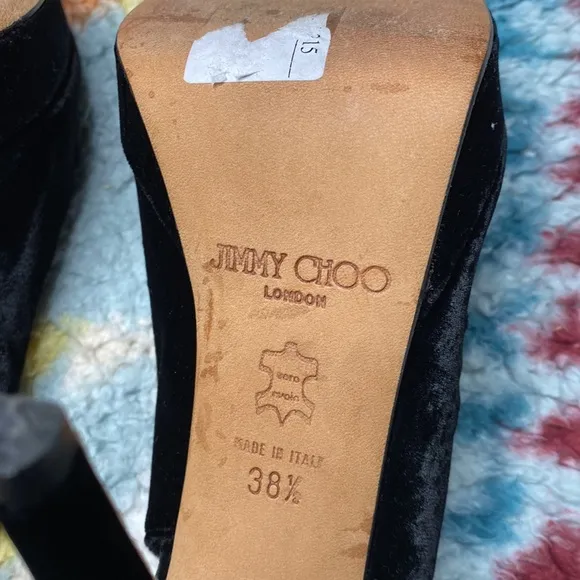 '15
JIMMY CHOO
LONDON
vero
cuoio
MADE IN ITALY
38½